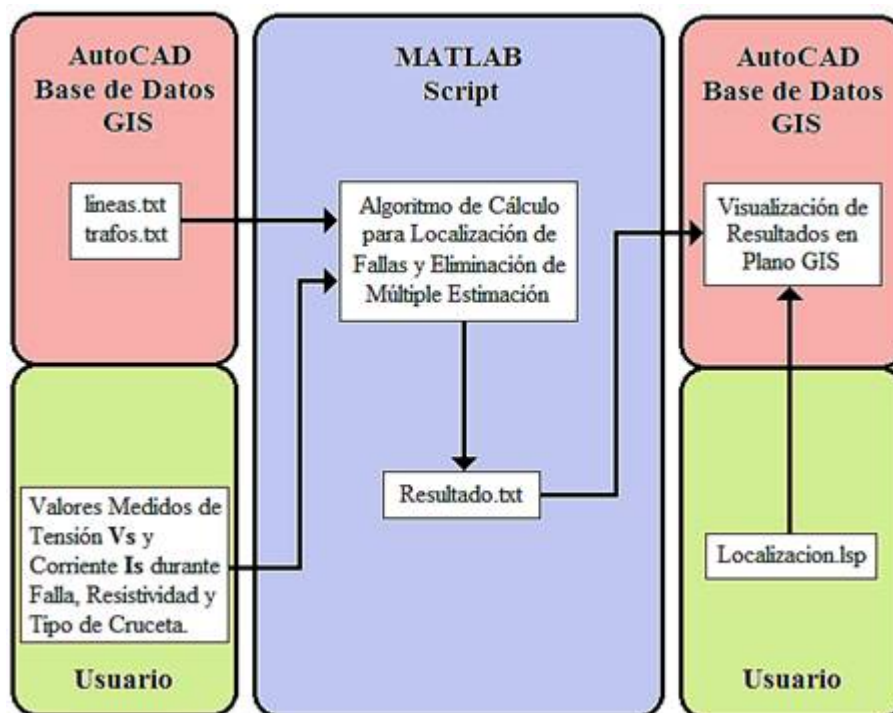 AutoCAD
Base de Datos
GIS
lineas.txt
trafos.txt
Valores Medidos de
Tensión Vs y
Corriente Is durante
Falla, Resistividad y
Tipo de Cruceta.
Usuario
MATLAB
Script
Algoritmo de Cálculo
para Localización de
Fallas y Eliminación de
Múltiple Estimación
Resultado.txt
AutoCAD
Base de Datos
GIS
Visualización de
Resultados en
Plano GIS
Localizacion.lsp
Usuario